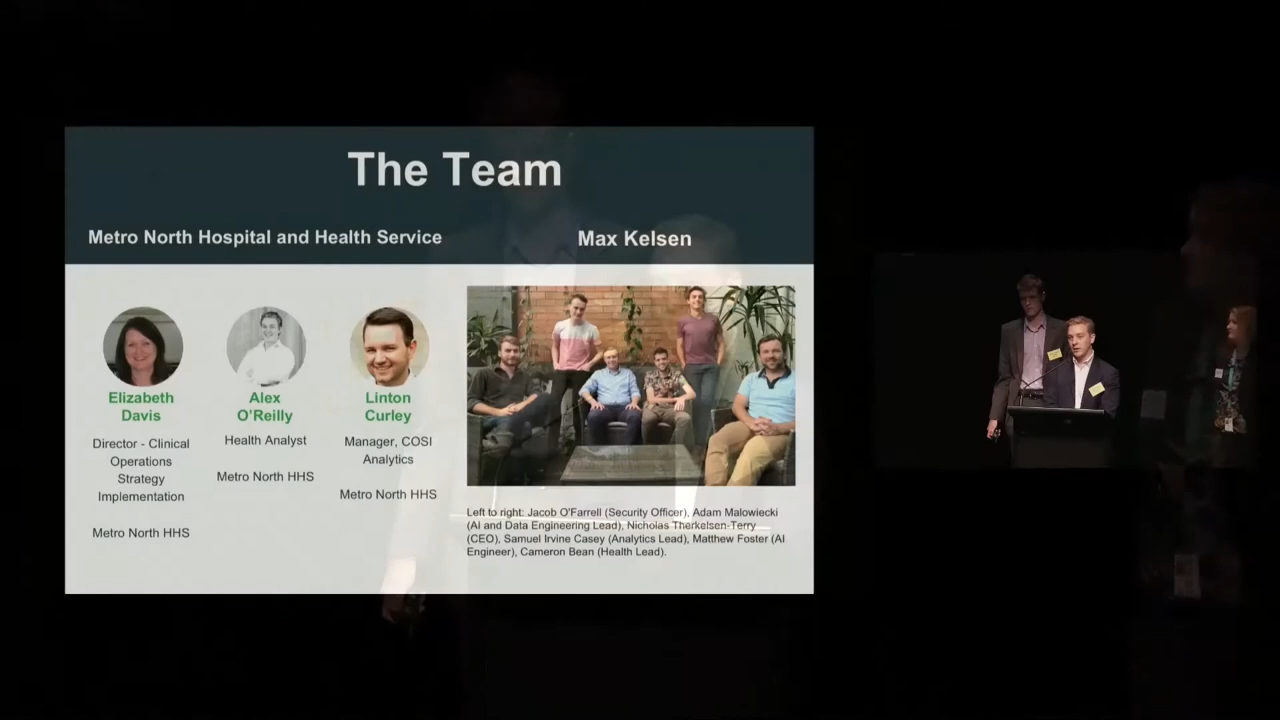 The Team
Metro North Hospital and Health Service
Max Kelsen
Elizabeth
Davis
Director - Clinical
Operations
Strategy
Implementation
Metro North HHS
Alex
O'Reilly
Health Analyst
Metro North HHS
Linton
Curley
Manager, COSI
Analytics
Metro North HHS
Left to right: Jacob O'Farrell (Security Officer), Adam Malowiecki
(AI and Data Engineering Lead), Nicholas Therkelsen-Terry
(CEO), Samuel Irvine Casey (Analytics Lead), Matthew Foster (AI
Engineer), Cameron Bean (Health Lead).